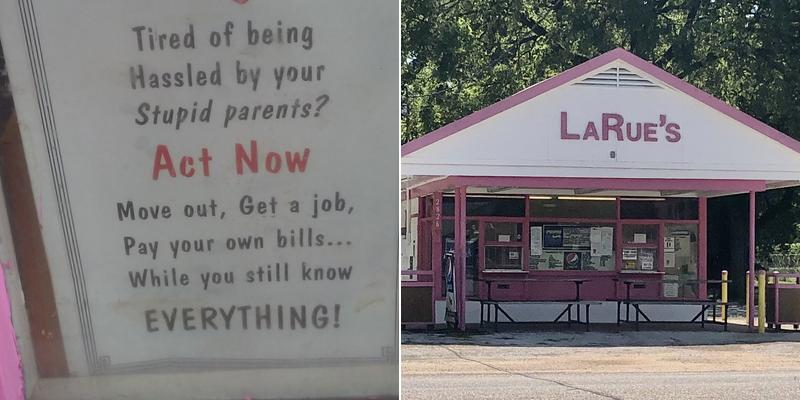 Tired of being
Hassled by your
Stupid parents?
Act Now
Move out, Get a job,
Pay your own bills...
While you still know
EVERYTHING!
LARUE'S
2826